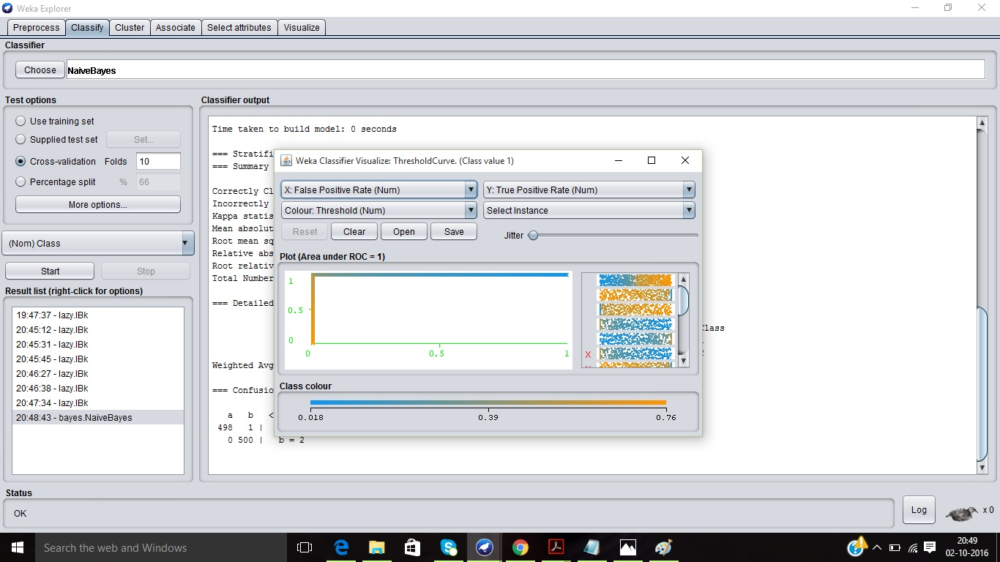 Weka Explorer
Preprocess Classify Cluster Associate Select attributes Visualize
Classifier
Choose NaiveBayes
Test options
Use training set
Supplied test set Set...
Cross-validation Folds 10
Percentage split % 66
More options...
(Nom) Class
Start Stop
Result list (right-click for options)
19:47:37 - lazy.IBk
20:45:12 - lazy.IBk
20:45:31 - lazy.IBk
20:45:45 - lazy.IBk
20:46:27 - lazy.IBk
20:46:38 - lazy.IBk
20:47:34 - lazy.IBk
20:48:43 - bayes.NaiveBayes
Classifier output
Time taken to build model: 0 seconds
=== Stratifi
=== Summary
Correctly Cl
Incorrectly
Kappa statis
Mean absolut
Root mean sq
Relative abs
Root relativ
Total Number
=== Detailed
Class
Weighted Avg
=== Confusio
a b <
498 1 |
0 500 | b = 2
Weka Classifier Visualize: ThresholdCurve. (Class value 1)
X: False Positive Rate (Num) Y: True Positive Rate (Num)
Colour: Threshold (Num) Select Instance
Reset Clear Open Save Jitter
Plot (Area under ROC = 1)
1
0.5
0
0 0.5 1
X
Class colour
0.018 0.39 0.76
Status
OK
Log x 0
Search the web and Windows
20:49
02-10-2016